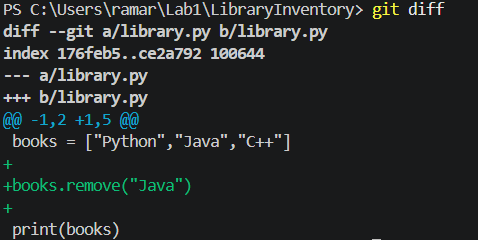 PS C:\Users\ramar\Lab1\LibraryInventory> git diff
diff --git a/library.py b/library.py
index 176feb5..ce2a792 100644
--- a/library.py
+++ b/library.py
@@ -1,2 +1,5 @@
 books = ["Python","Java","C++"]
+
+books.remove("Java")
+
 print(books)